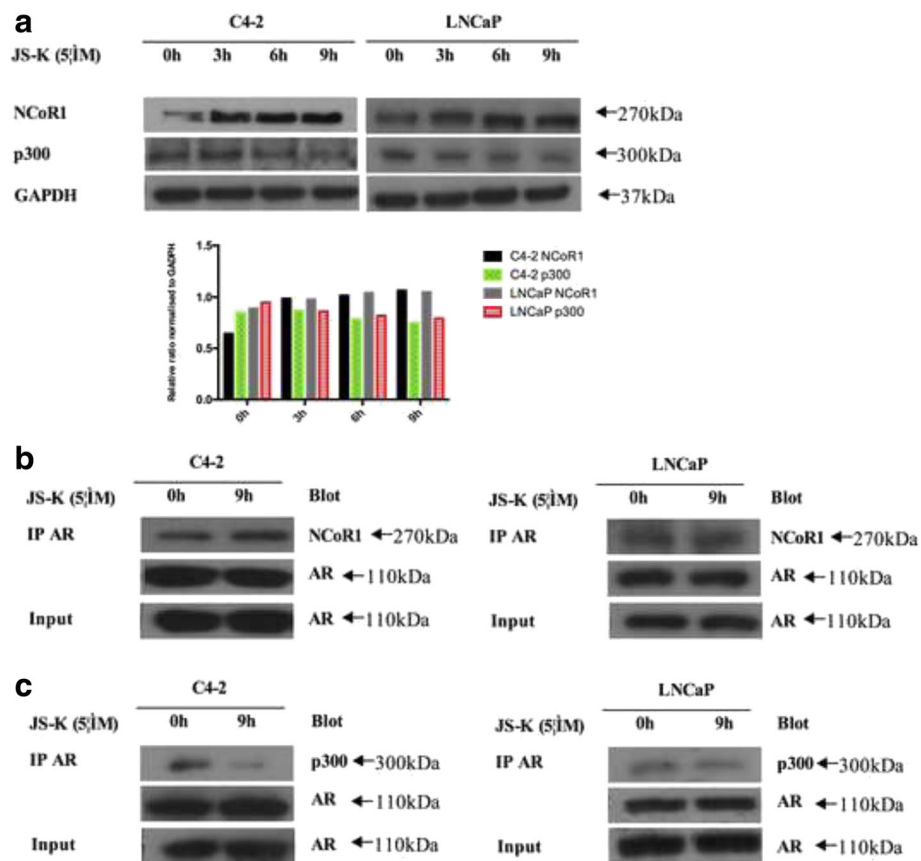 a
C4-2 LNCaP
JS-K (5¡ÌM) 0h 3h 6h 9h 0h 3h 6h 9h
NCoR1 ←270kDa
p300 ←300kDa
GAPDH ←37kDa
Relative ratio normalised to GADPH
1.5
1.0
0.5
0.0
0h 3h 6h 9h
C4-2 NCoR1
C4-2 p300
LNCaP NCoR1
LNCaP p300
b
C4-2
JS-K (5¡ÌM) 0h 9h Blot
IP AR NCoR1 ←270kDa
AR ←110kDa
Input AR ←110kDa
LNCaP
JS-K (5¡ÌM) 0h 9h Blot
IP AR NCoR1 ←270kDa
AR ←110kDa
Input AR ←110kDa
c
C4-2
JS-K (5¡ÌM) 0h 9h Blot
IP AR p300 ←300kDa
AR ←110kDa
Input AR ←110kDa
LNCaP
JS-K (5¡ÌM) 0h 9h Blot
IP AR p300 ←300kDa
AR ←110kDa
Input AR ←110kDa